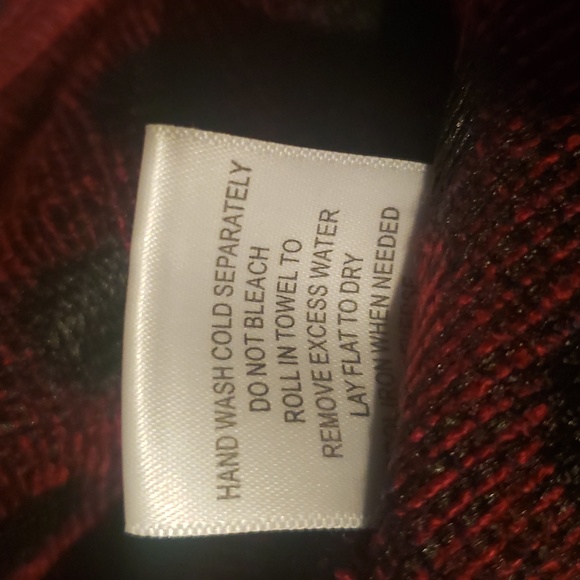 HAND WASH COLD SEPARATELY
DO NOT BLEACH
ROLL IN TOWEL TO
REMOVE EXCESS WATER
LAY FLAT TO DRY
IRON WHEN NEEDED